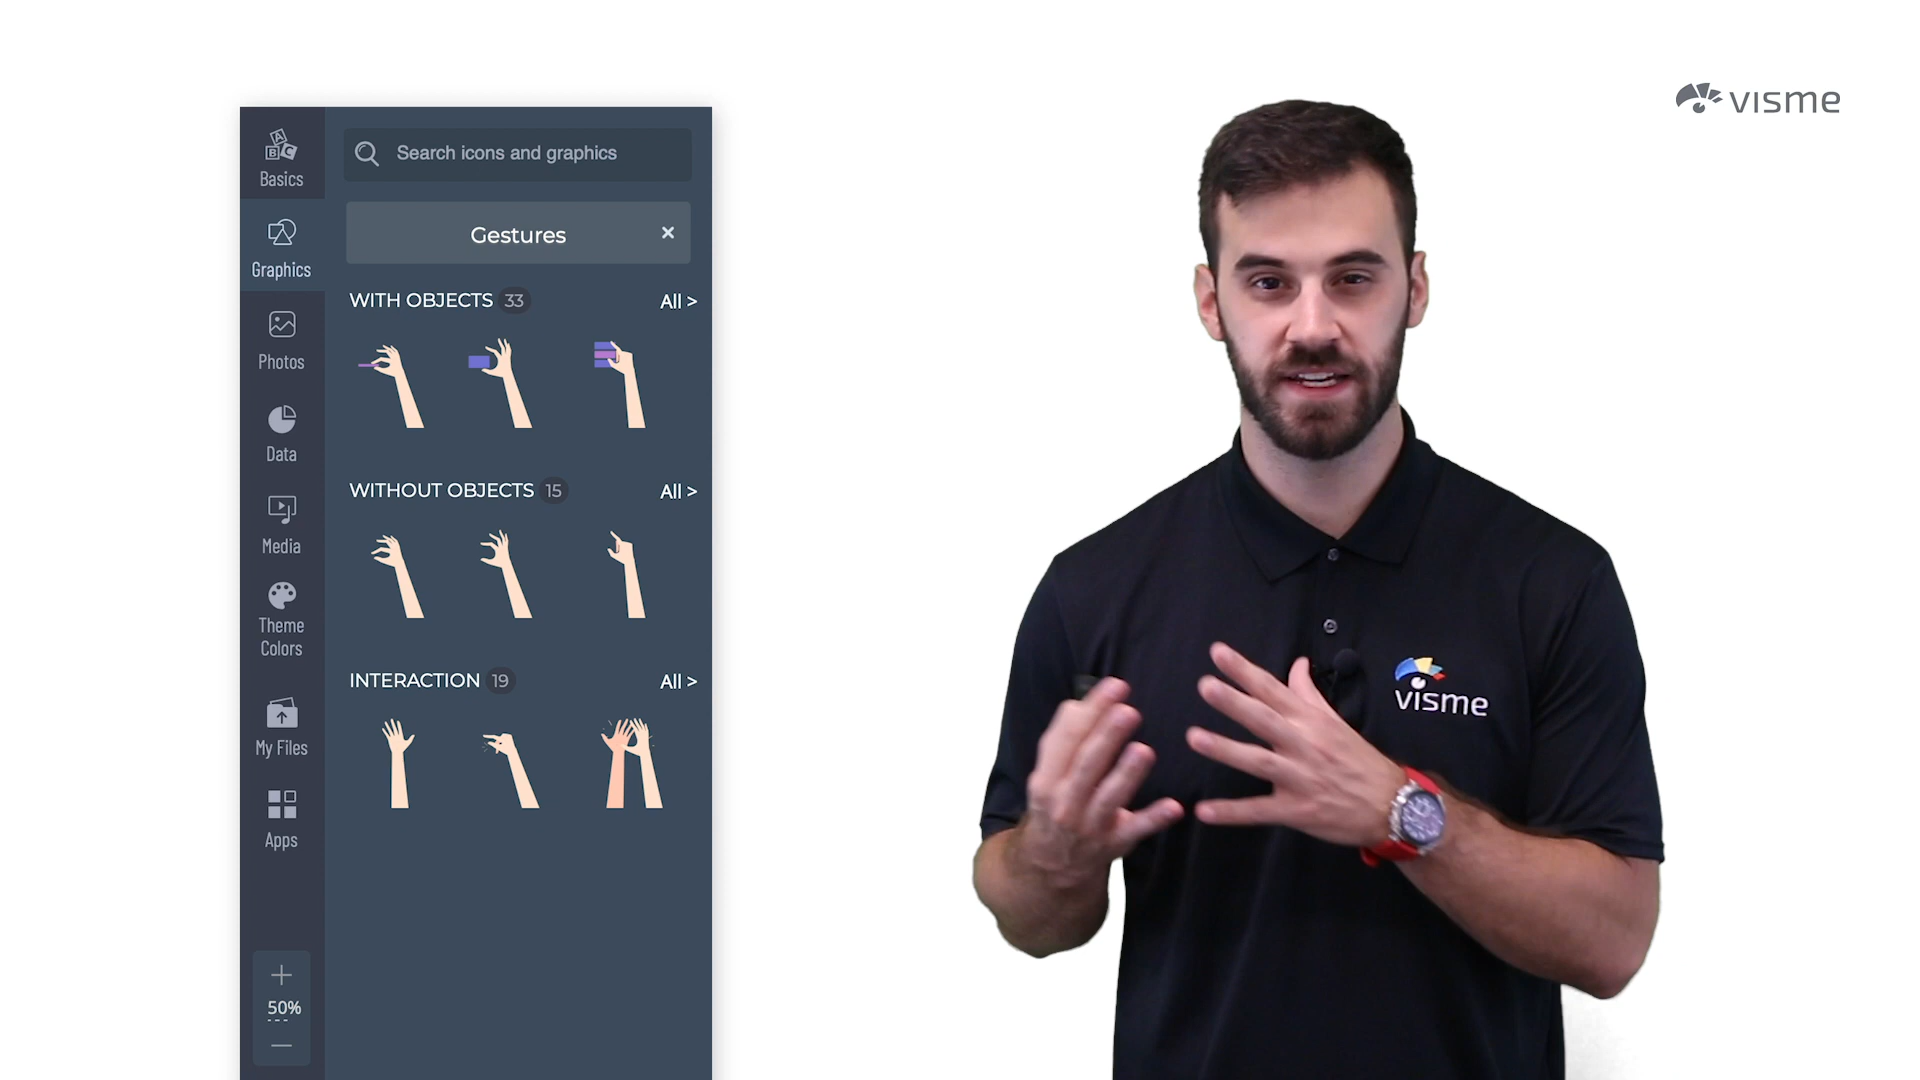 visme
A
B C
Basics
Search icons and graphics
Gestures ×
Graphics
WITH OBJECTS 33 All >
Photos
Data
WITHOUT OBJECTS 15 All >
Media
Theme
Colors
INTERACTION 19 All >
My Files
Apps
+
50%
—
visme